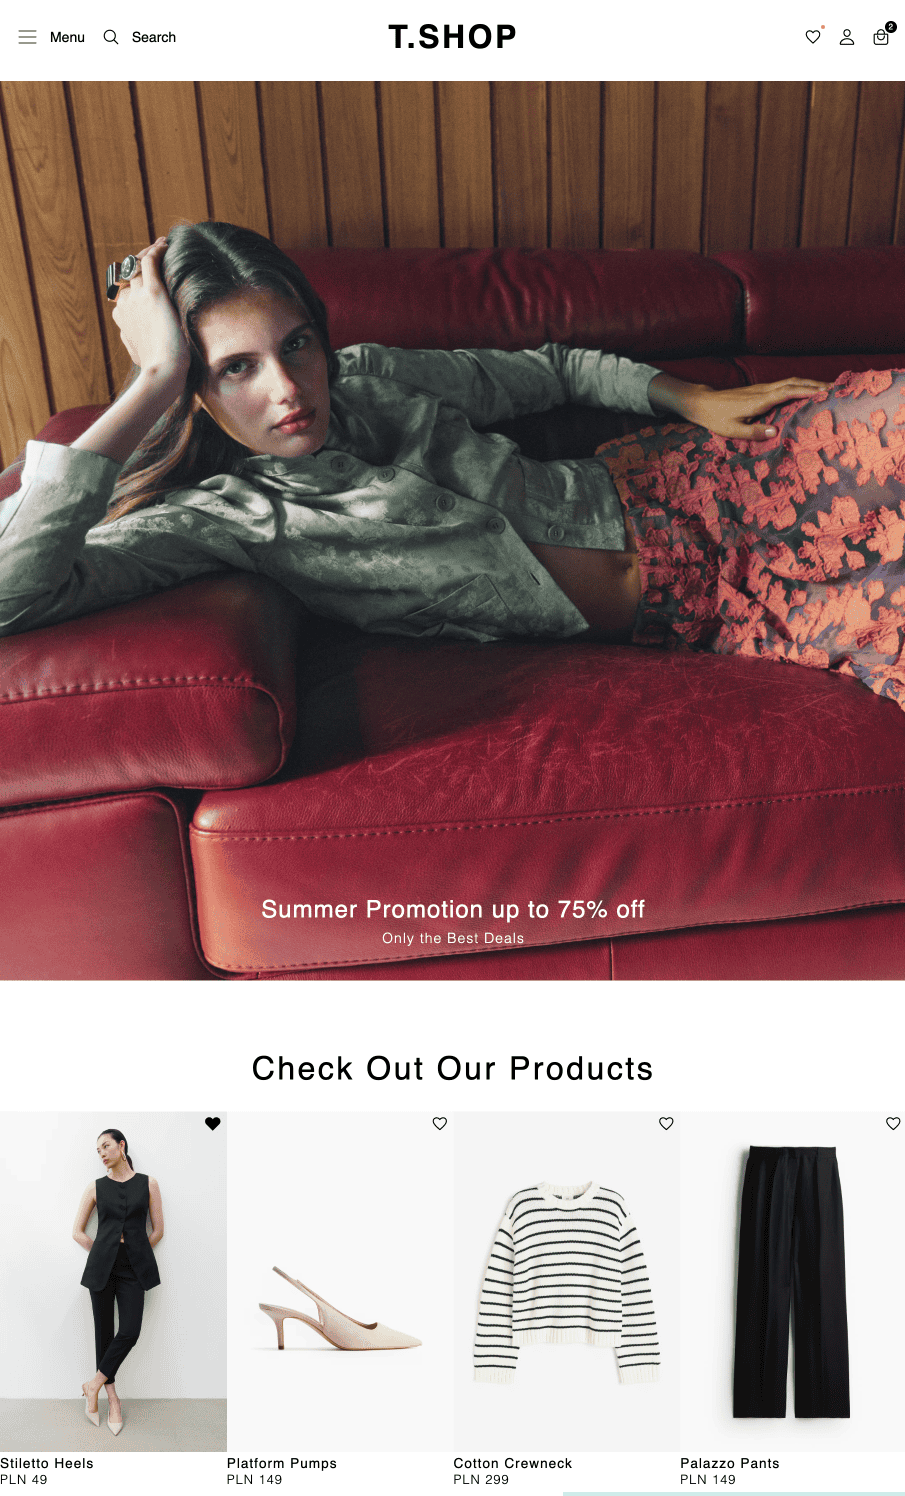 Menu
Search
T.SHOP
2
Summer Promotion up to 75% off
Only the Best Deals
Check Out Our Products
Stiletto Heels
PLN 49
Platform Pumps
PLN 149
Cotton Crewneck
PLN 299
Palazzo Pants
PLN 149